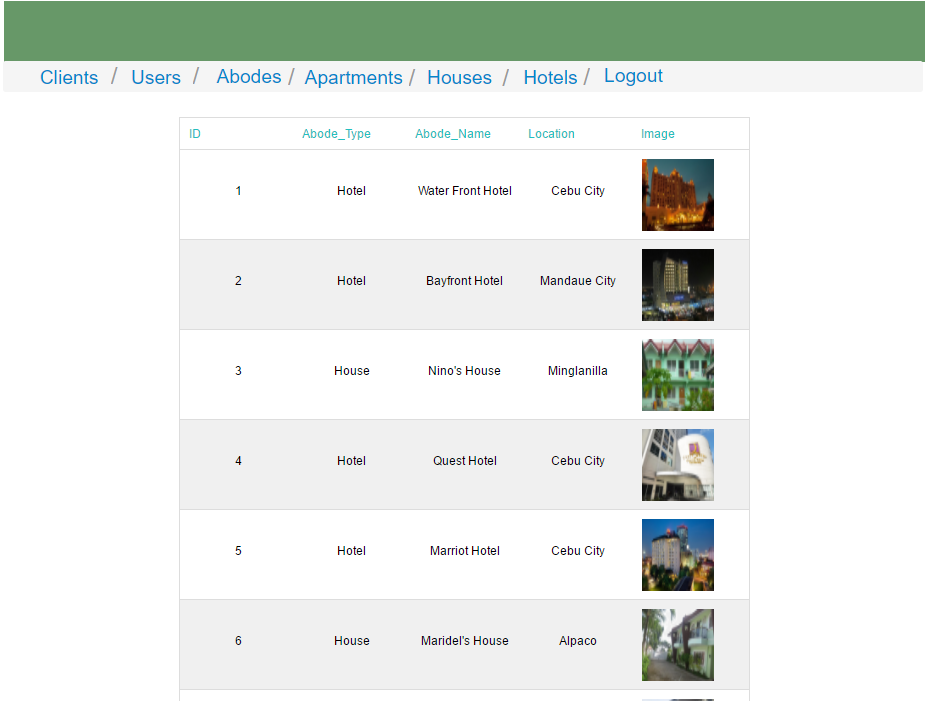 Clients / Users / Abodes / Apartments / Houses / Hotels / Logout
ID Abode_Type Abode_Name Location Image
1 Hotel Water Front Hotel Cebu City
2 Hotel Bayfront Hotel Mandaue City
3 House Nino's House Minglanilla
4 Hotel Quest Hotel Cebu City
5 Hotel Marriot Hotel Cebu City
6 House Maridel's House Alpaco